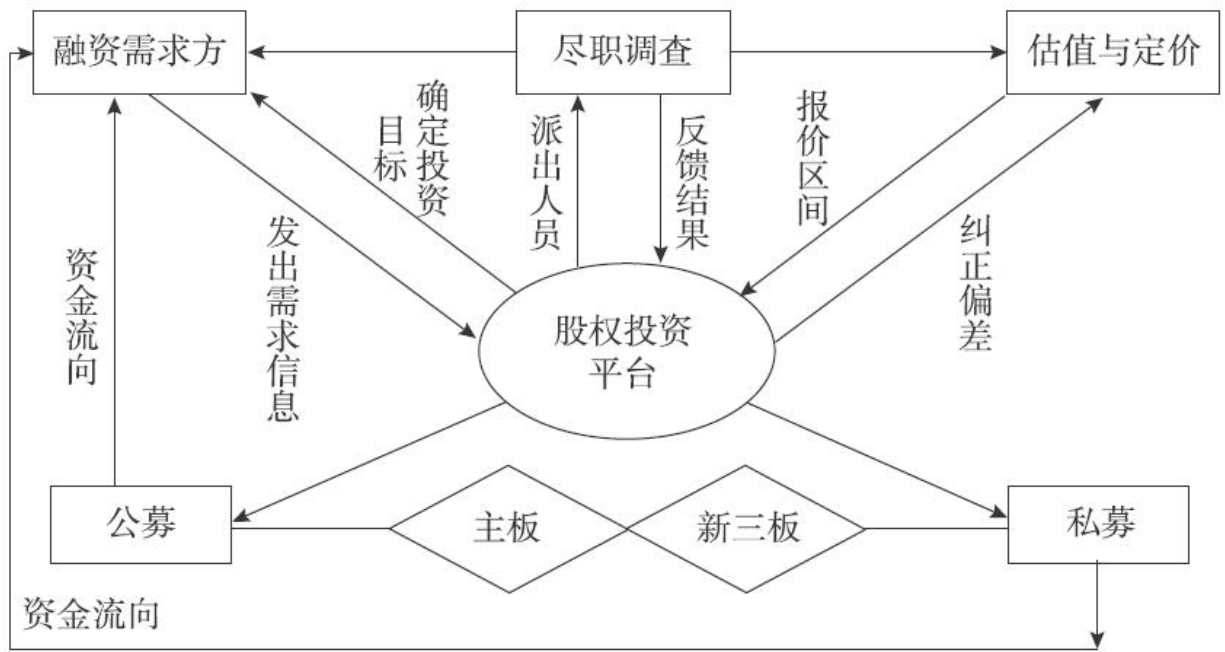 融资需求方
尽职调查
估值与定价
确定投资
目标
派出人员
反馈结果
报价区间
纠正偏差
发出需求信息
资金流向
股权投资
平台
公募
主板
新三板
私募
资金流向